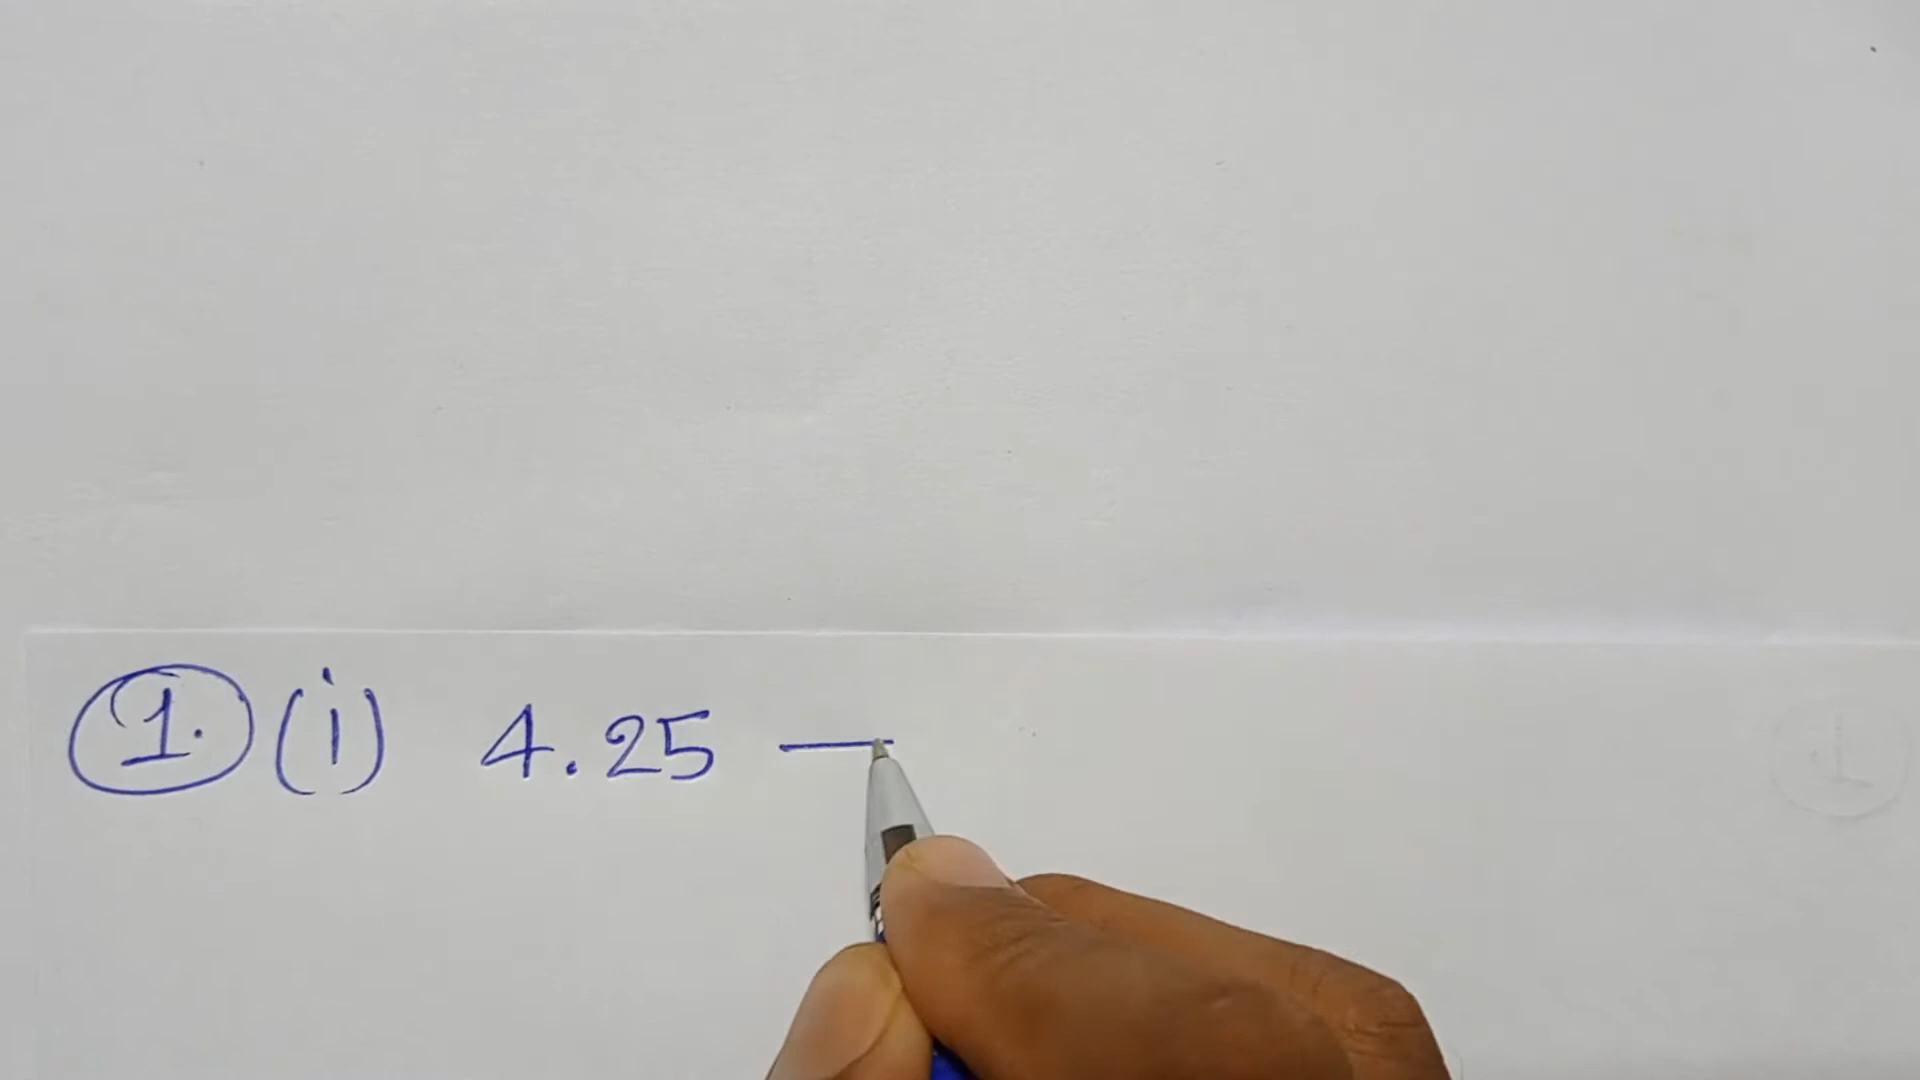 1. (i) 4.25 —